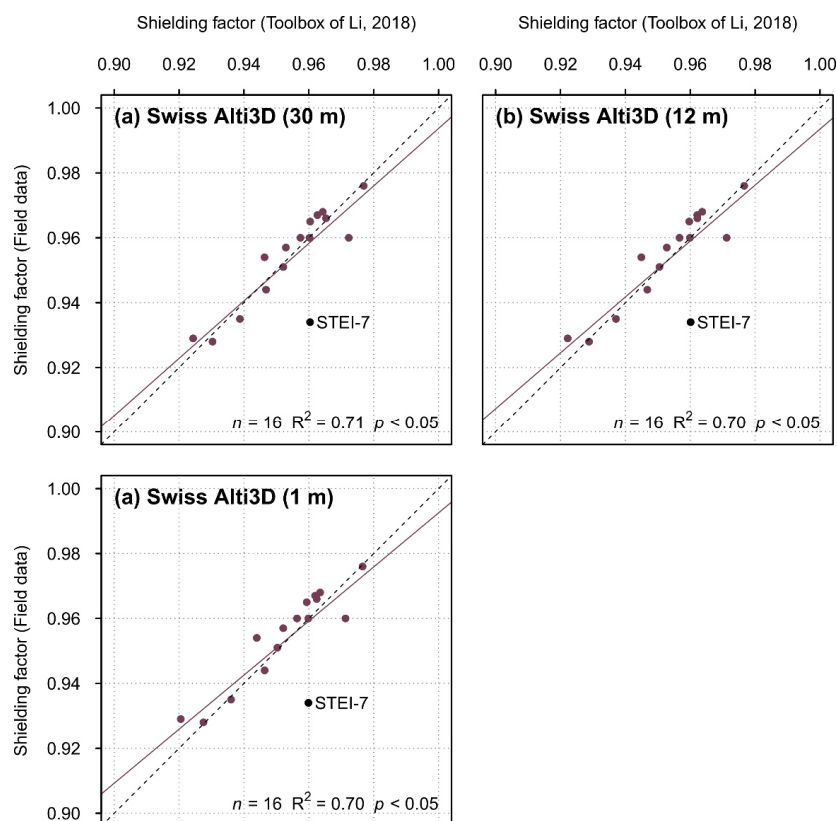 Shielding factor (Toolbox of Li, 2018)
Shielding factor (Toolbox of Li, 2018)
0.90 0.92 0.94 0.96 0.98 1.00
0.90 0.92 0.94 0.96 0.98 1.00
Shielding factor (Field data)
1.00
0.98
0.96
0.94
0.92
0.90
(a) Swiss Alti3D (30 m)
STEI-7
n = 16 R² = 0.71 p < 0.05
(b) Swiss Alti3D (12 m)
STEI-7
n = 16 R² = 0.70 p < 0.05
Shielding factor (Field data)
1.00
0.98
0.96
0.94
0.92
0.90
(a) Swiss Alti3D (1 m)
STEI-7
n = 16 R² = 0.70 p < 0.05